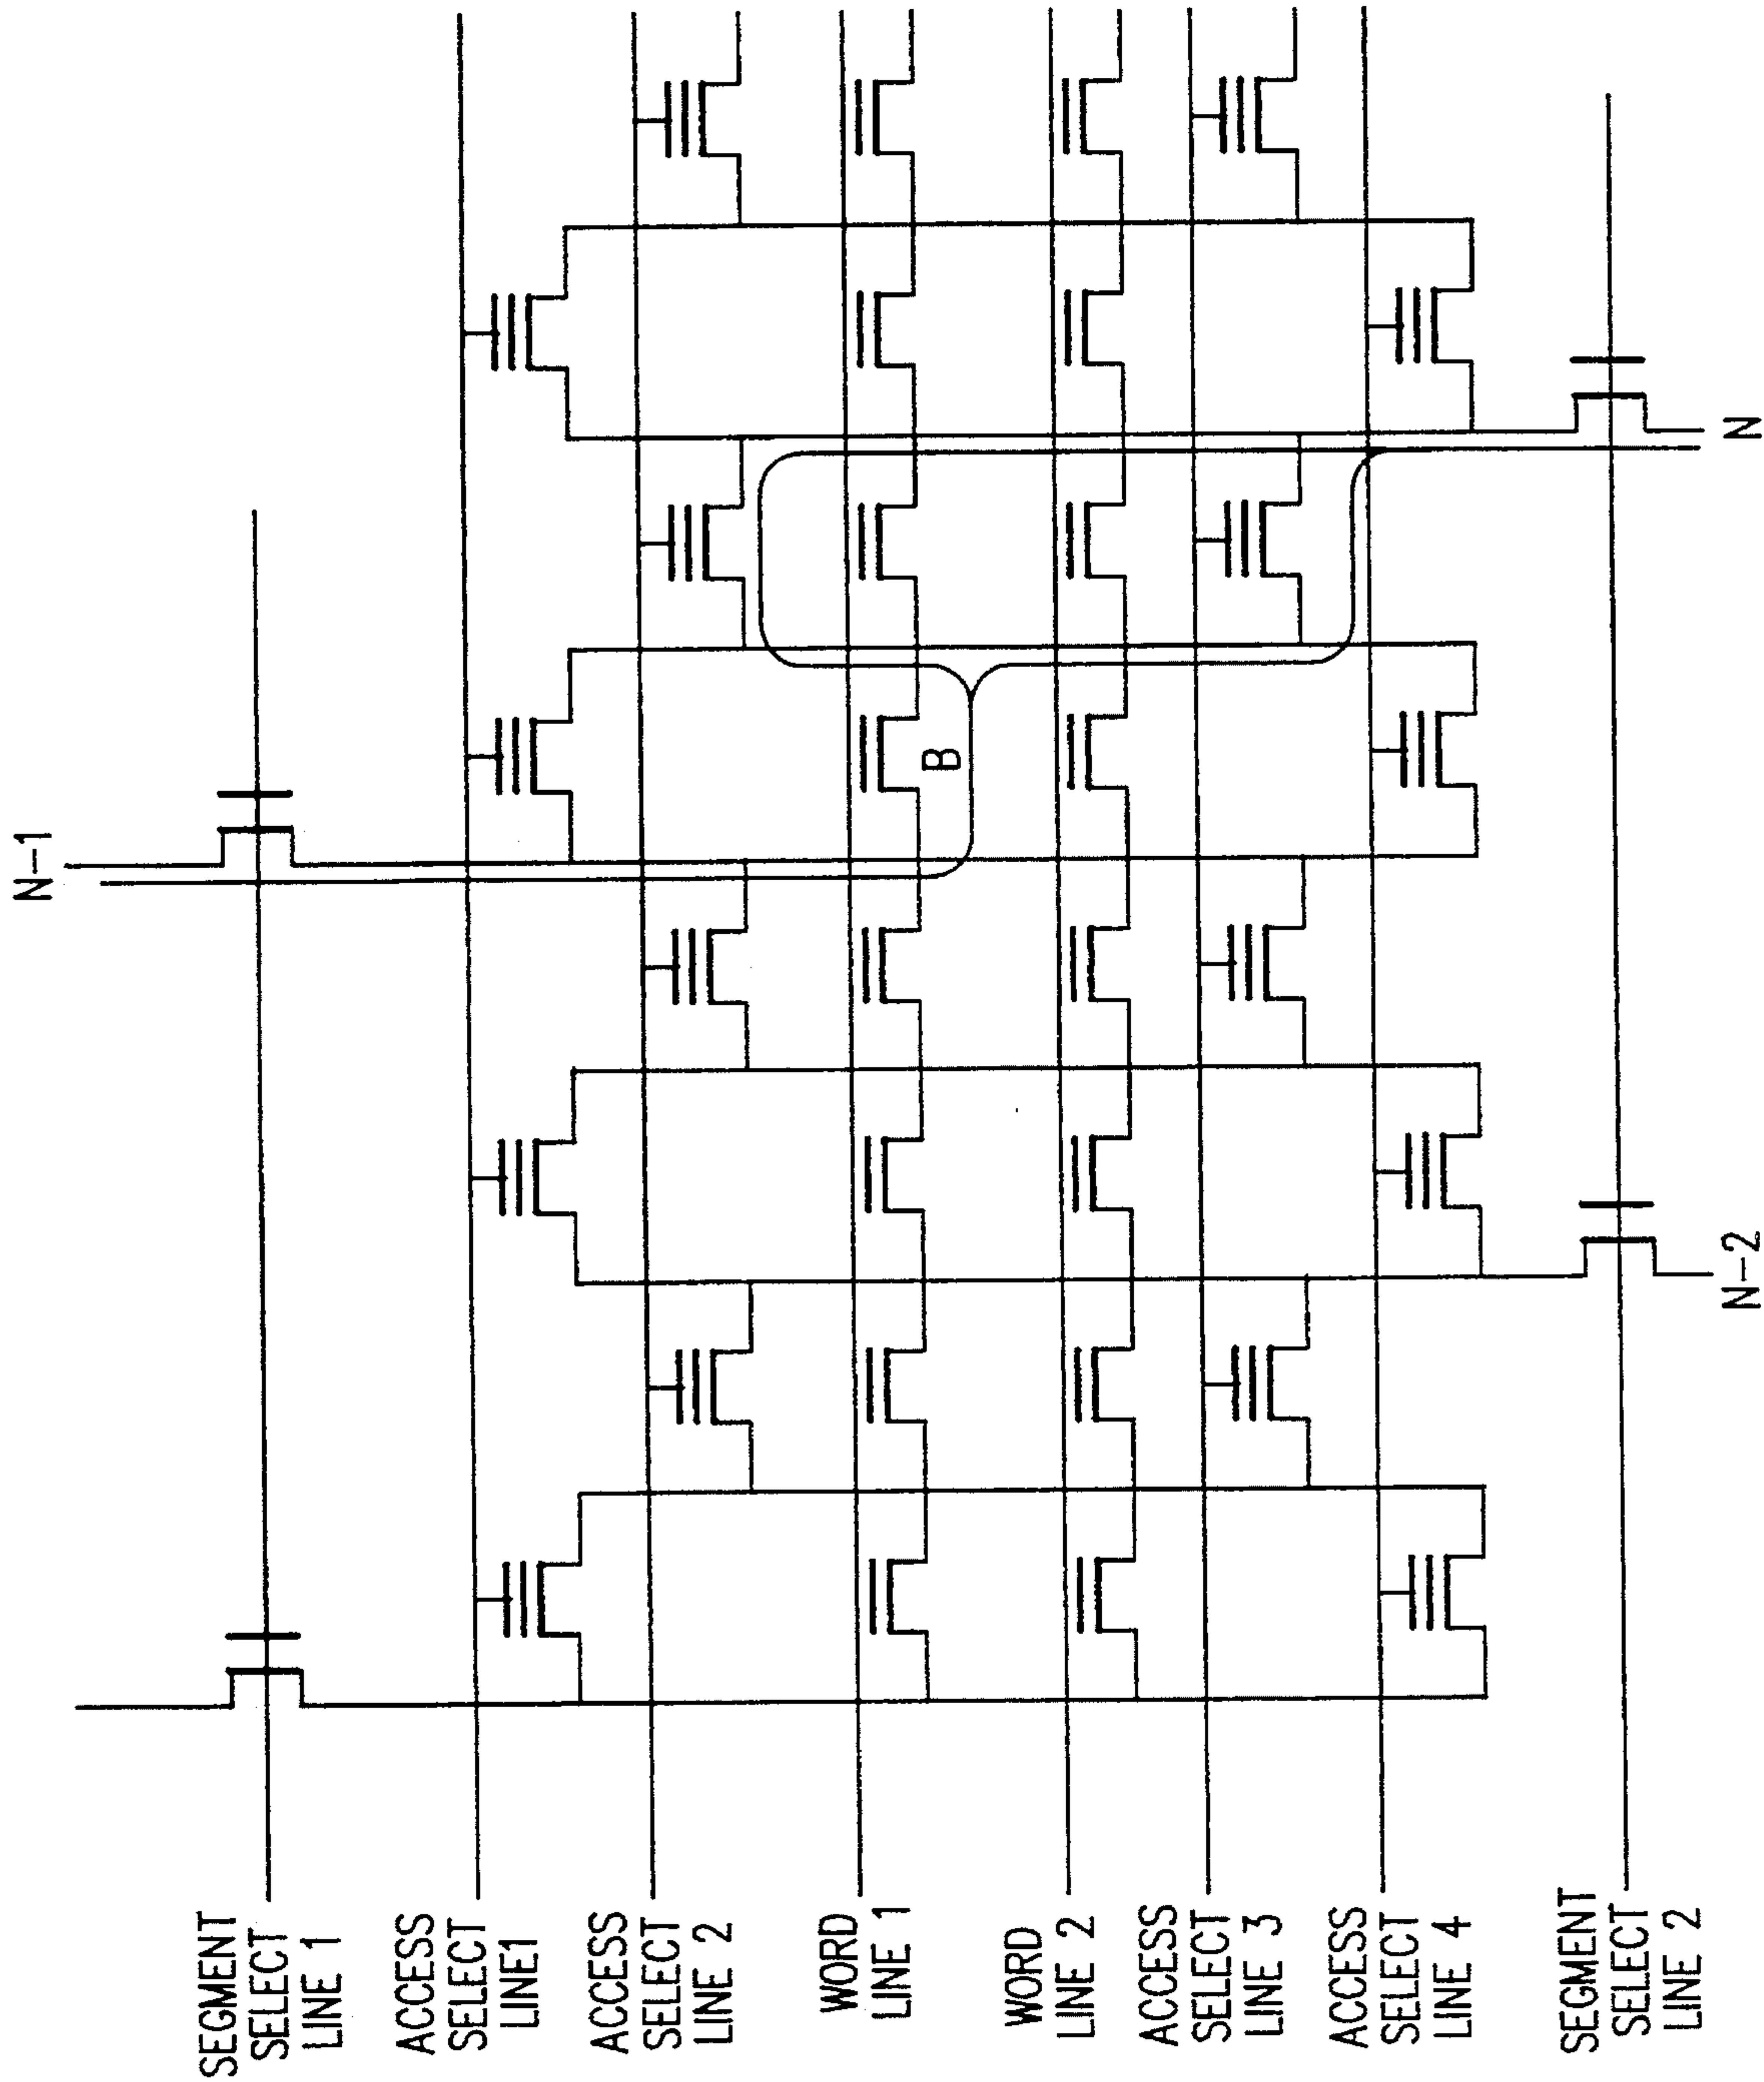 N-1
SEGMENT
SELECT
LINE 1
ACCESS
SELECT
LINE1
ACCESS
SELECT
LINE 2
WORD
LINE 1
B
WORD
LINE 2
ACCESS
SELECT
LINE 3
ACCESS
SELECT
LINE 4
SEGMENT
SELECT
LINE 2
N-2
N